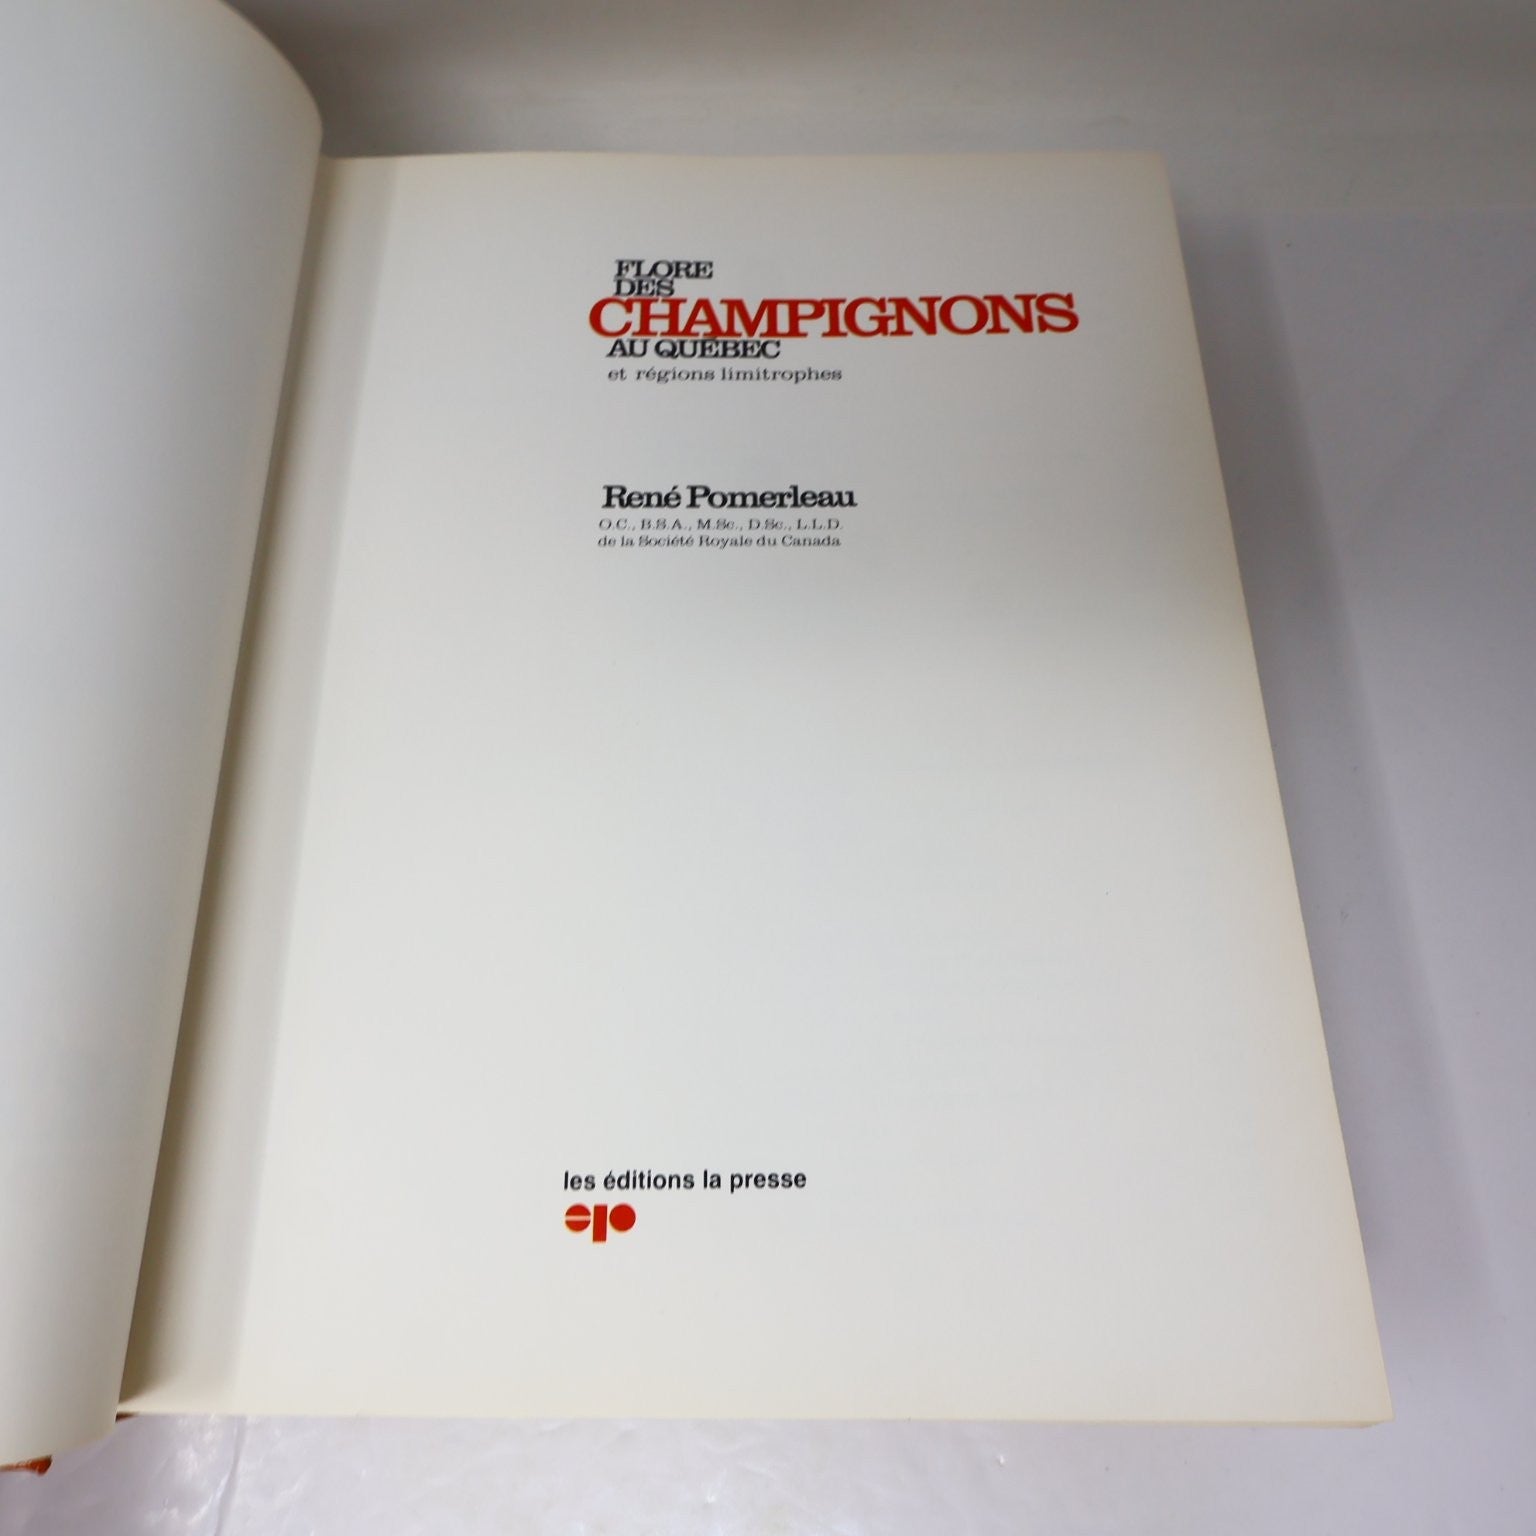 FLORE
DES
CHAMPIGNONS
AU QUÉBEC
et régions limitrophes
René Pomerleau
O.C., B.S.A., M.Sc., D.Sc., L.L.D.
de la Société Royale du Canada
les éditions la presse
elp